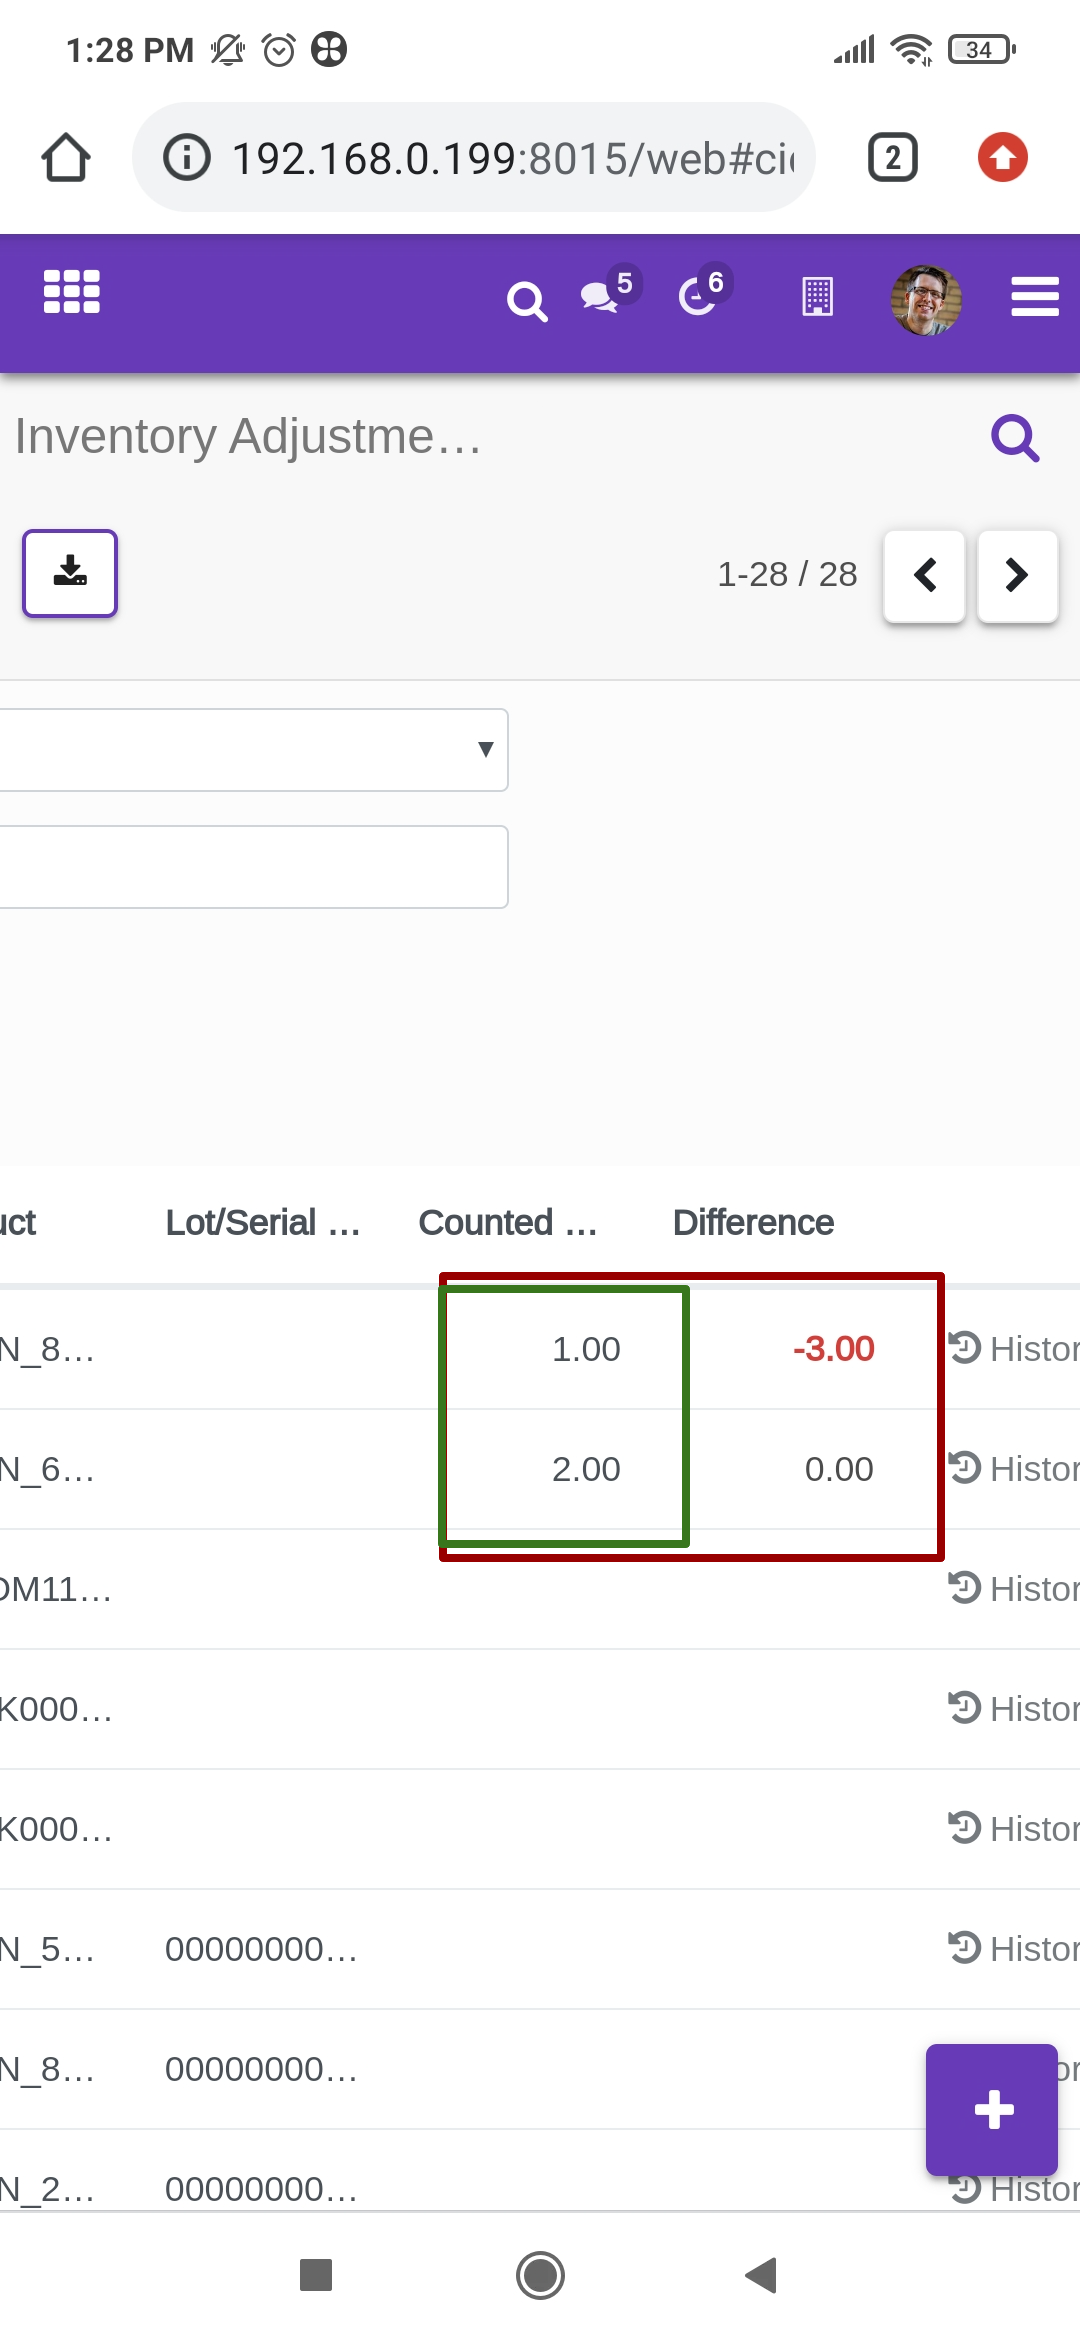 1:28 PM 34
192.168.0.199:8015/web#ci 2
5 6
Inventory Adjustme...
1-28 / 28
uct Lot/Serial ... Counted ... Difference
N_8... 1.00 -3.00 Histor
N_6... 2.00 0.00 Histor
OM11... Histor
K000... Histor
K000... Histor
N_5... 00000000... Histor
N_8... 00000000... or
N_2... 00000000... Histor